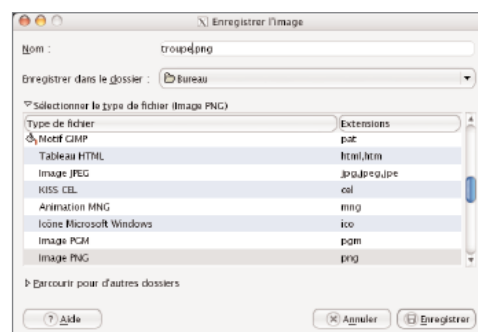 Enregistrer l'image
Nom : troupe.png
Enregistrer dans le dossier : Bureau
Sélectionner le type de fichier (Image PNG)
Type de fichier Extensions
Motif GIMP pat
Tableau HTML html,htm
Image JPEG jpg,jpeg,jpe
KISS CEL cel
Animation MNG mng
Icône Microsoft Windows ico
Image PGM pgm
Image PNG png
Parcourir pour d'autres dossiers
Aide Annuler Enregistrer